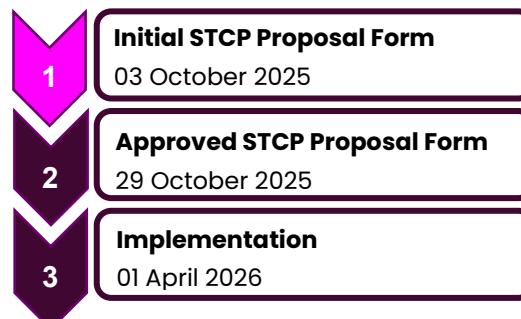 1
Initial STCP Proposal Form
03 October 2025
2
Approved STCP Proposal Form
29 October 2025
3
Implementation
01 April 2026